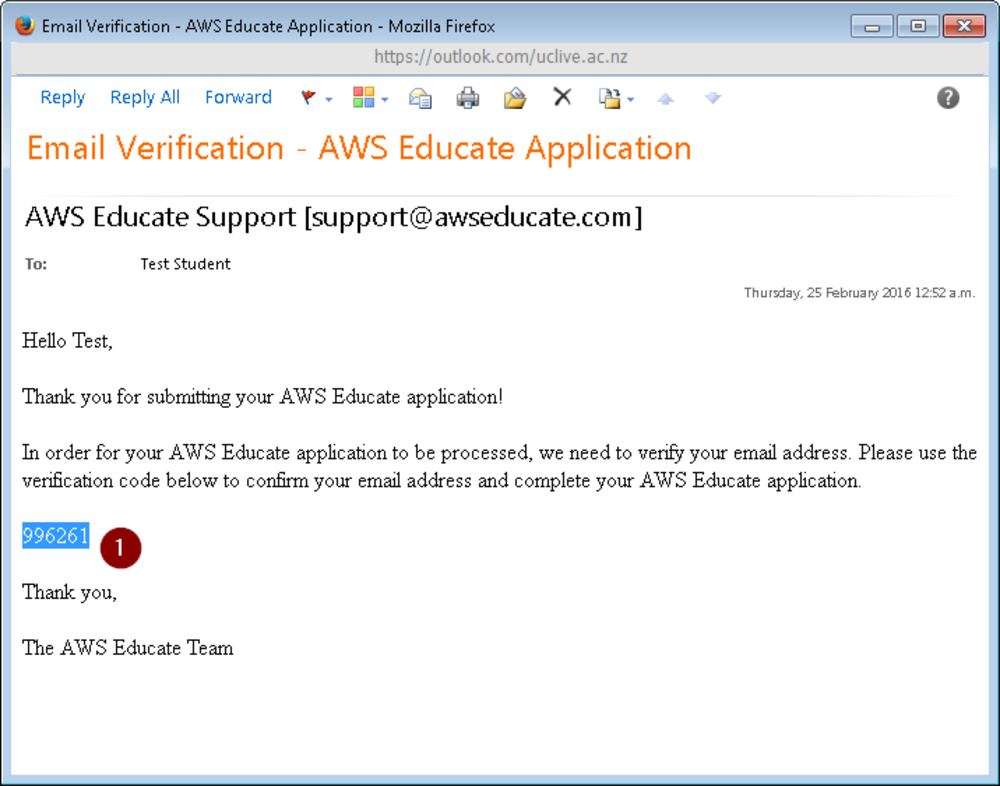 Email Verification - AWS Educate Application - Mozilla Firefox
https://outlook.com/uclive.ac.nz
Reply Reply All Forward ?
Email Verification - AWS Educate Application
AWS Educate Support [support@awseducate.com]
To: Test Student
Thursday, 25 February 2016 12:52 a.m.
Hello Test,
Thank you for submitting your AWS Educate application!
In order for your AWS Educate application to be processed, we need to verify your email address. Please use the
verification code below to confirm your email address and complete your AWS Educate application.
996261 1
Thank you,
The AWS Educate Team